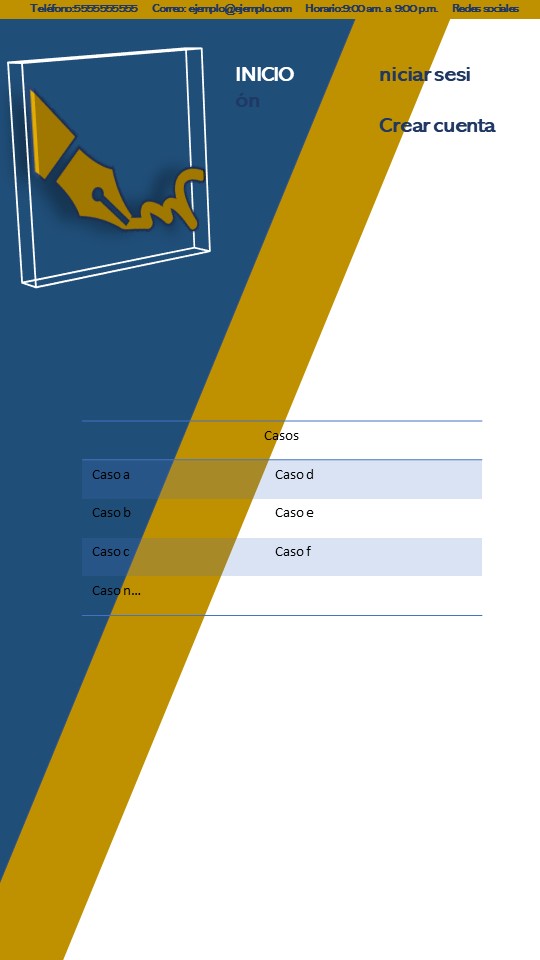 Teléfono:5555555555 Correo: ejemplo@ejemplo.com Horario:9:00 am. a 9:00 p.m. Redes sociales
INICIO niciar sesi
ón
Crear cuenta
Casos
Caso a Caso d
Caso b Caso e
Caso c Caso f
Caso n...